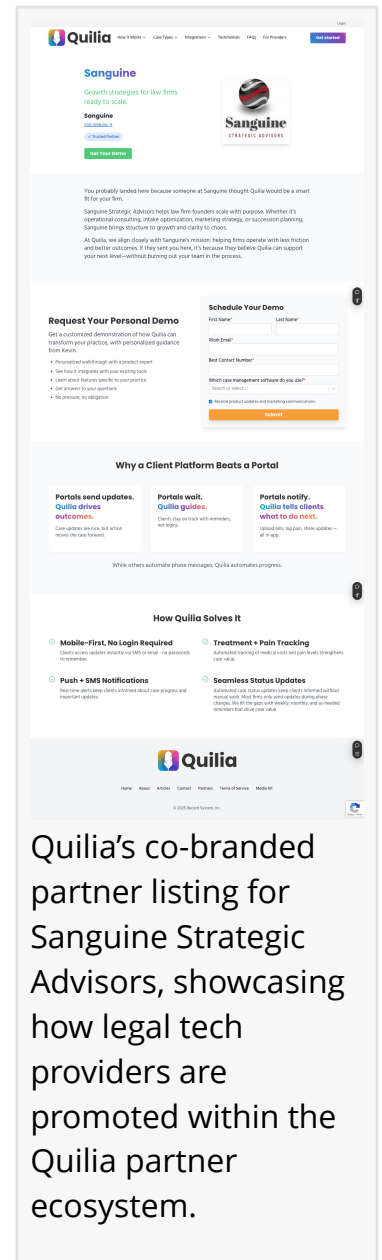 Login
Quilia
How it Works
Case Types
Integrations
Testimonials
FAQs
For Providers
Get started
Sanguine
Growth strategies for law firms
ready to scale.
Sanguine
Visit Website →
✓ Trusted Partner
Get Your Demo
Sanguine
STRATEGIC ADVISORS
You probably landed here because someone at Sanguine thought Quilia would be a smart
fit for your firm.
Sanguine Strategic Advisors helps law firm founders scale with purpose. Whether it's
operational consulting, intake optimization, marketing strategy, or succession planning,
Sanguine brings structure to growth and clarity to chaos.
At Quilia, we align closely with Sanguine's mission: helping firms operate with less friction
and better outcomes. If they sent you here, it's because they believe Quilia can support
your next level—without burning out your team in the process.
Request Your Personal Demo
Get a customized demonstration of how Quilia can
transform your practice, with personalized guidance
from Kevin.
• Personalized walkthrough with a product expert
• See how it integrates with your existing tools
• Learn about features specific to your practice
• Get answers to your questions
• No pressure, no obligation
Schedule Your Demo
First Name*
Last Name*
Work Email*
Best Contact Number*
Which case management software do you use?*
Search or select...
Receive product updates and marketing communications.
Submit
Why a Client Platform Beats a Portal
Portals send updates.
Quilia drives
outcomes.
Case updates are nice, but action
moves the case forward.
Portals wait.
Quilia guides.
Clients stay on track with reminders,
not logins.
Portals notify.
Quilia tells clients
what to do next.
Upload bills, log pain, share updates —
all in-app.
While others automate phase messages, Quilia automates progress.
How Quilia Solves It
Mobile-First, No Login Required
Clients access updates instantly via SMS or email - no passwords
to remember.
Treatment + Pain Tracking
Automated tracking of medical visits and pain levels strengthens
case value.
Push + SMS Notifications
Real-time alerts keep clients informed about case progress and
important updates.
Seamless Status Updates
Automated case status updates keep clients informed without
manual work. Most firms only send updates during phase
changes. We fill the gaps with weekly, monthly, and as-needed
reminders that drive case value.
Quilia
Home
About
Articles
Contact
Partners
Terms of Service
Media Kit
© 2025 Record System, Inc.
Quilia's co-branded
partner listing for
Sanguine Strategic
Advisors, showcasing
how legal tech
providers are
promoted within the
Quilia partner
ecosystem.